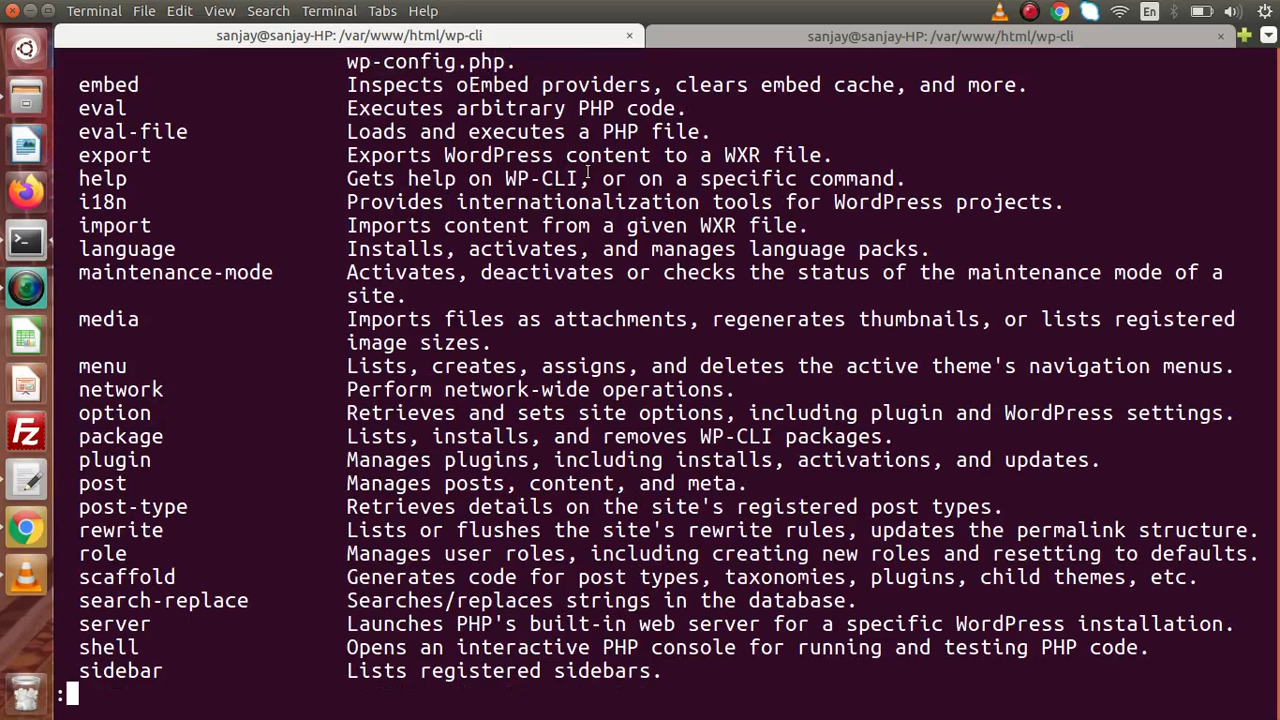 Terminal File Edit View Search Terminal Tabs Help En
sanjay@sanjay-HP: /var/www/html/wp-cli × sanjay@sanjay-HP: /var/www/html/wp-cli ×
wp-config.php.
embed Inspects oEmbed providers, clears embed cache, and more.
eval Executes arbitrary PHP code.
eval-file Loads and executes a PHP file.
export Exports WordPress content to a WXR file.
help Gets help on WP-CLI, or on a specific command.
i18n Provides internationalization tools for WordPress projects.
import Imports content from a given WXR file.
language Installs, activates, and manages language packs.
maintenance-mode Activates, deactivates or checks the status of the maintenance mode of a
site.
media Imports files as attachments, regenerates thumbnails, or lists registered
image sizes.
menu Lists, creates, assigns, and deletes the active theme's navigation menus.
network Perform network-wide operations.
option Retrieves and sets site options, including plugin and WordPress settings.
package Lists, installs, and removes WP-CLI packages.
plugin Manages plugins, including installs, activations, and updates.
post Manages posts, content, and meta.
post-type Retrieves details on the site's registered post types.
rewrite Lists or flushes the site's rewrite rules, updates the permalink structure.
role Manages user roles, including creating new roles and resetting to defaults.
scaffold Generates code for post types, taxonomies, plugins, child themes, etc.
search-replace Searches/replaces strings in the database.
server Launches PHP's built-in web server for a specific WordPress installation.
shell Opens an interactive PHP console for running and testing PHP code.
sidebar Lists registered sidebars.
:
Fz